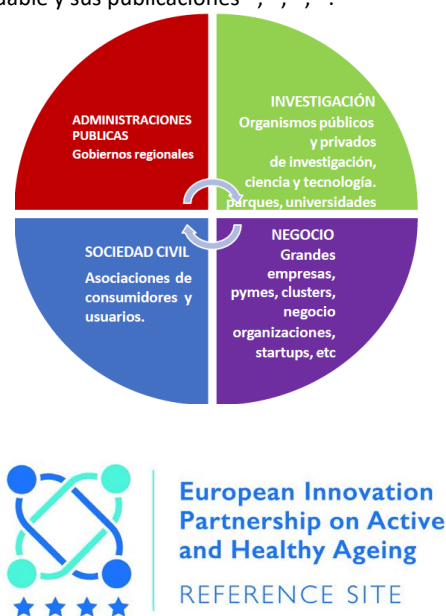 y sus publicaciones , , , .
ADMINISTRACIONES
PUBLICAS
Gobiernos regionales
INVESTIGACIÓN
Organismos públicos
y privados
de investigación,
ciencia y tecnología.
parques, universidades
SOCIEDAD CIVIL
Asociaciones de
consumidores y
usuarios.
NEGOCIO
Grandes
empresas,
pymes, clusters,
negocio
organizaciones,
startups, etc
European Innovation
Partnership on Active
and Healthy Ageing
REFERENCE SITE